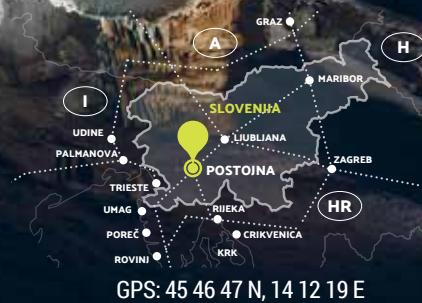 GRAZ
A
H
MARIBOR
I
SLOVENIJA
UDINE
LJUBLJANA
PALMANOVA
POSTOJNA
ZAGREB
TRIESTE
UMAG
RIJEKA
HR
POREČ
CRIKVENICA
KRK
ROVINJ
GPS: 45 46 47 N, 14 12 19 E